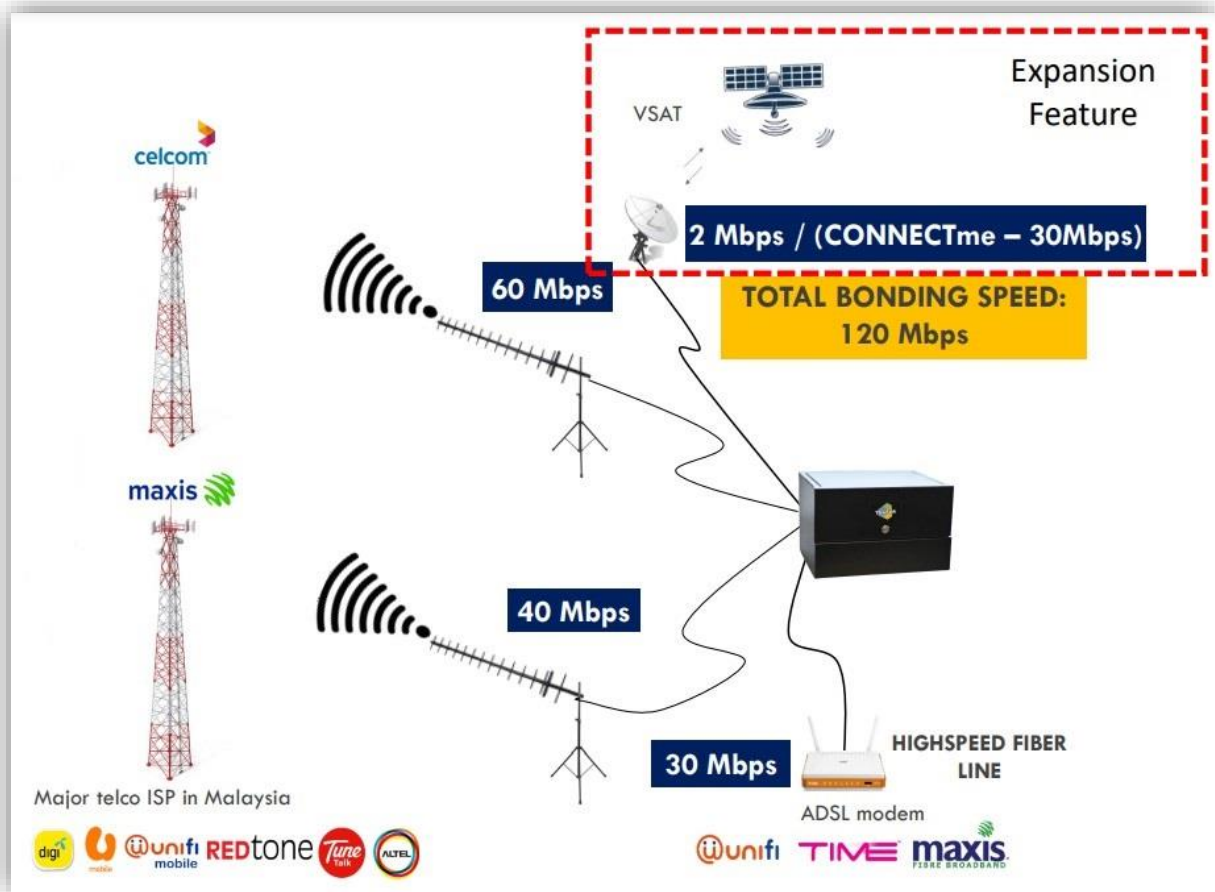 Expansion
Feature
VSAT
celcom
2 Mbps / (CONNECTme – 30Mbps)
60 Mbps
TOTAL BONDING SPEED:
120 Mbps
maxis
40 Mbps
30 Mbps
HIGHSPEED FIBER
LINE
Major telco ISP in Malaysia
ADSL modem
digi
U
mobile
unifi
mobile
REDtone
Tune
Talk
ALTEL
unifi
TIME
maxis
FIBRE BROADBAND